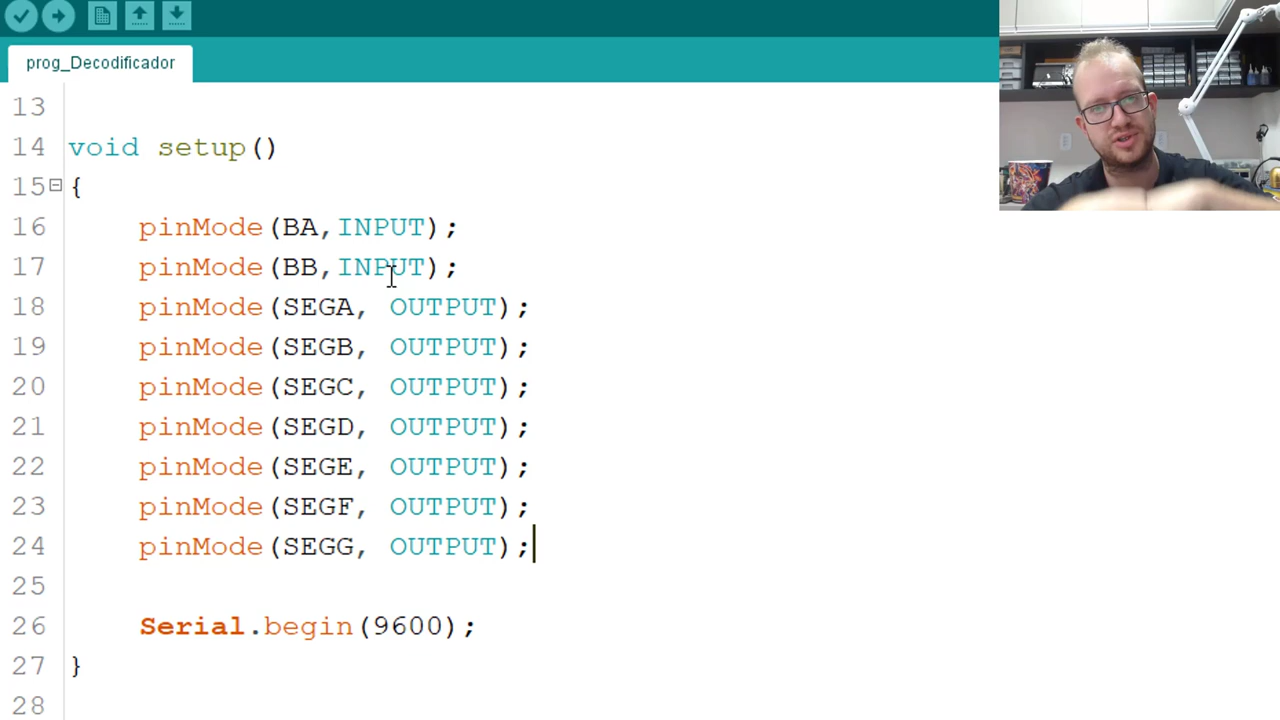 prog_Decodificador
13
14 void setup()
15 {
16 pinMode(BA,INPUT);
17 pinMode(BB,INPUT);
18 pinMode(SEGA, OUTPUT);
19 pinMode(SEGB, OUTPUT);
20 pinMode(SEGC, OUTPUT);
21 pinMode(SEGD, OUTPUT);
22 pinMode(SEGE, OUTPUT);
23 pinMode(SEGF, OUTPUT);
24 pinMode(SEGG, OUTPUT);
25
26 Serial.begin(9600);
27 }
28